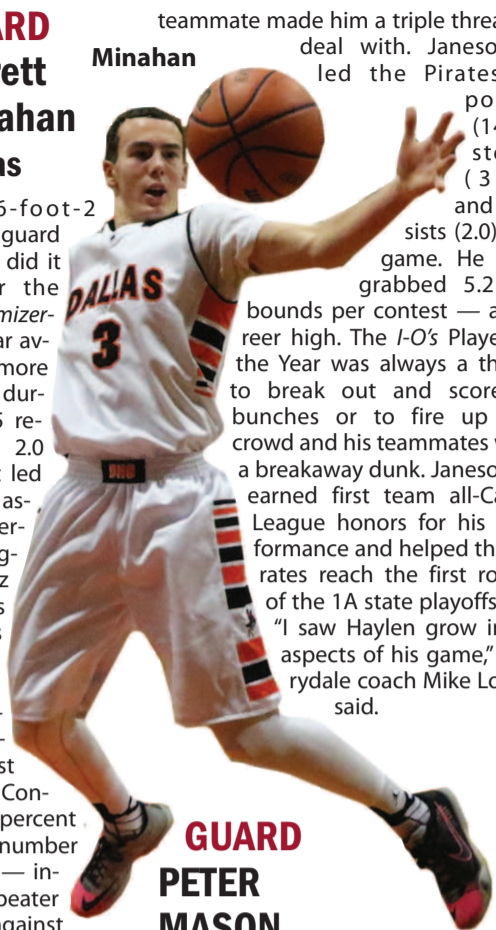 ARD
rett
nahan
as
6-foot-2
guard
did it
r the
mizer-
ar av-
more
dur-
5 re-
2.0
t led
as-
er-
g-
z
s
st
Con-
percent
number
— in-
peater
against
Minahan
DALLAS
3
teammate made him a triple threa
deal with. Janeso
led the Pirates
po
(14
ste
( 3
and
sists (2.0)
game. He
grabbed 5.2
bounds per contest — a
reer high. The I-O's Playe
the Year was always a th
to break out and score
bunches or to fire up
crowd and his teammates w
a breakaway dunk. Janeso
earned first team all-Ca
League honors for his
formance and helped th
rates reach the first ro
of the 1A state playoffs
"I saw Haylen grow in
aspects of his game,"
rydale coach Mike Lo
said.
GUARD
PETER
MASON